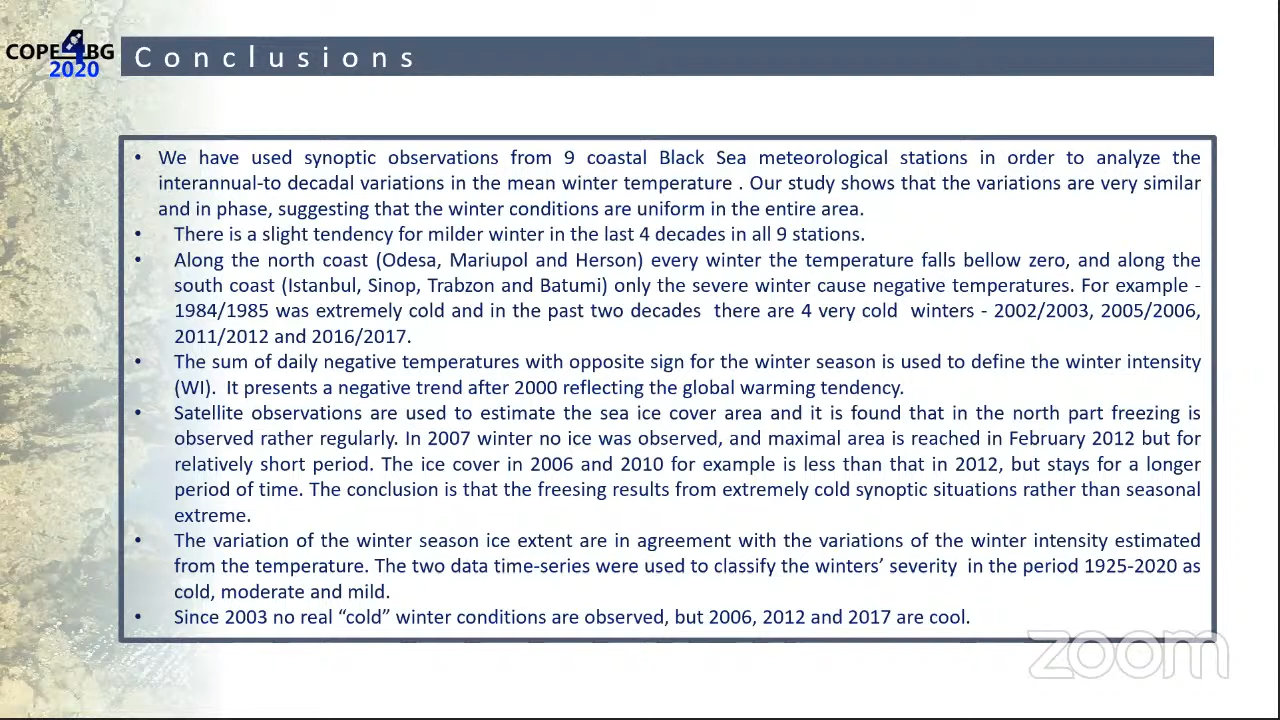 COPE4BG
2020
Conclusions
• We have used synoptic observations from 9 coastal Black Sea meteorological stations in order to analyze the
interannual-to decadal variations in the mean winter temperature . Our study shows that the variations are very similar
and in phase, suggesting that the winter conditions are uniform in the entire area.
• There is a slight tendency for milder winter in the last 4 decades in all 9 stations.
• Along the north coast (Odesa, Mariupol and Herson) every winter the temperature falls bellow zero, and along the
south coast (Istanbul, Sinop, Trabzon and Batumi) only the severe winter cause negative temperatures. For example -
1984/1985 was extremely cold and in the past two decades there are 4 very cold winters - 2002/2003, 2005/2006,
2011/2012 and 2016/2017.
• The sum of daily negative temperatures with opposite sign for the winter season is used to define the winter intensity
(WI). It presents a negative trend after 2000 reflecting the global warming tendency.
• Satellite observations are used to estimate the sea ice cover area and it is found that in the north part freezing is
observed rather regularly. In 2007 winter no ice was observed, and maximal area is reached in February 2012 but for
relatively short period. The ice cover in 2006 and 2010 for example is less than that in 2012, but stays for a longer
period of time. The conclusion is that the freesing results from extremely cold synoptic situations rather than seasonal
extreme.
• The variation of the winter season ice extent are in agreement with the variations of the winter intensity estimated
from the temperature. The two data time-series were used to classify the winters’ severity in the period 1925-2020 as
cold, moderate and mild.
• Since 2003 no real “cold” winter conditions are observed, but 2006, 2012 and 2017 are cool.
zoom